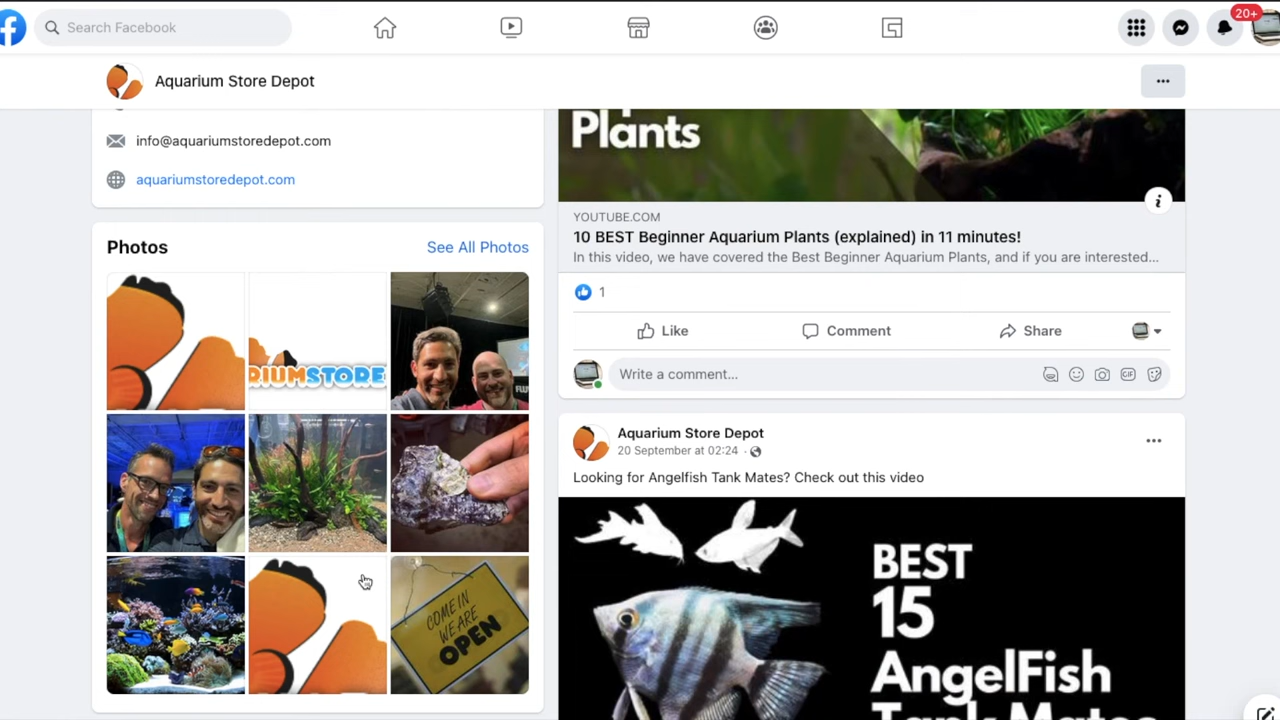 Search Facebook
20+
Aquarium Store Depot
info@aquariumstoredepot.com
aquariumstoredepot.com
Photos
See All Photos
RIUMSTORE
COME IN
WE ARE
OPEN
Plants
YOUTUBE.COM
10 BEST Beginner Aquarium Plants (explained) in 11 minutes!
In this video, we have covered the Best Beginner Aquarium Plants, and if you are interested...
1
Like
Comment
Share
Write a comment...
GIF
Aquarium Store Depot
20 September at 02:24
Looking for Angelfish Tank Mates? Check out this video
BEST
15
AngelFish
Tank Mates